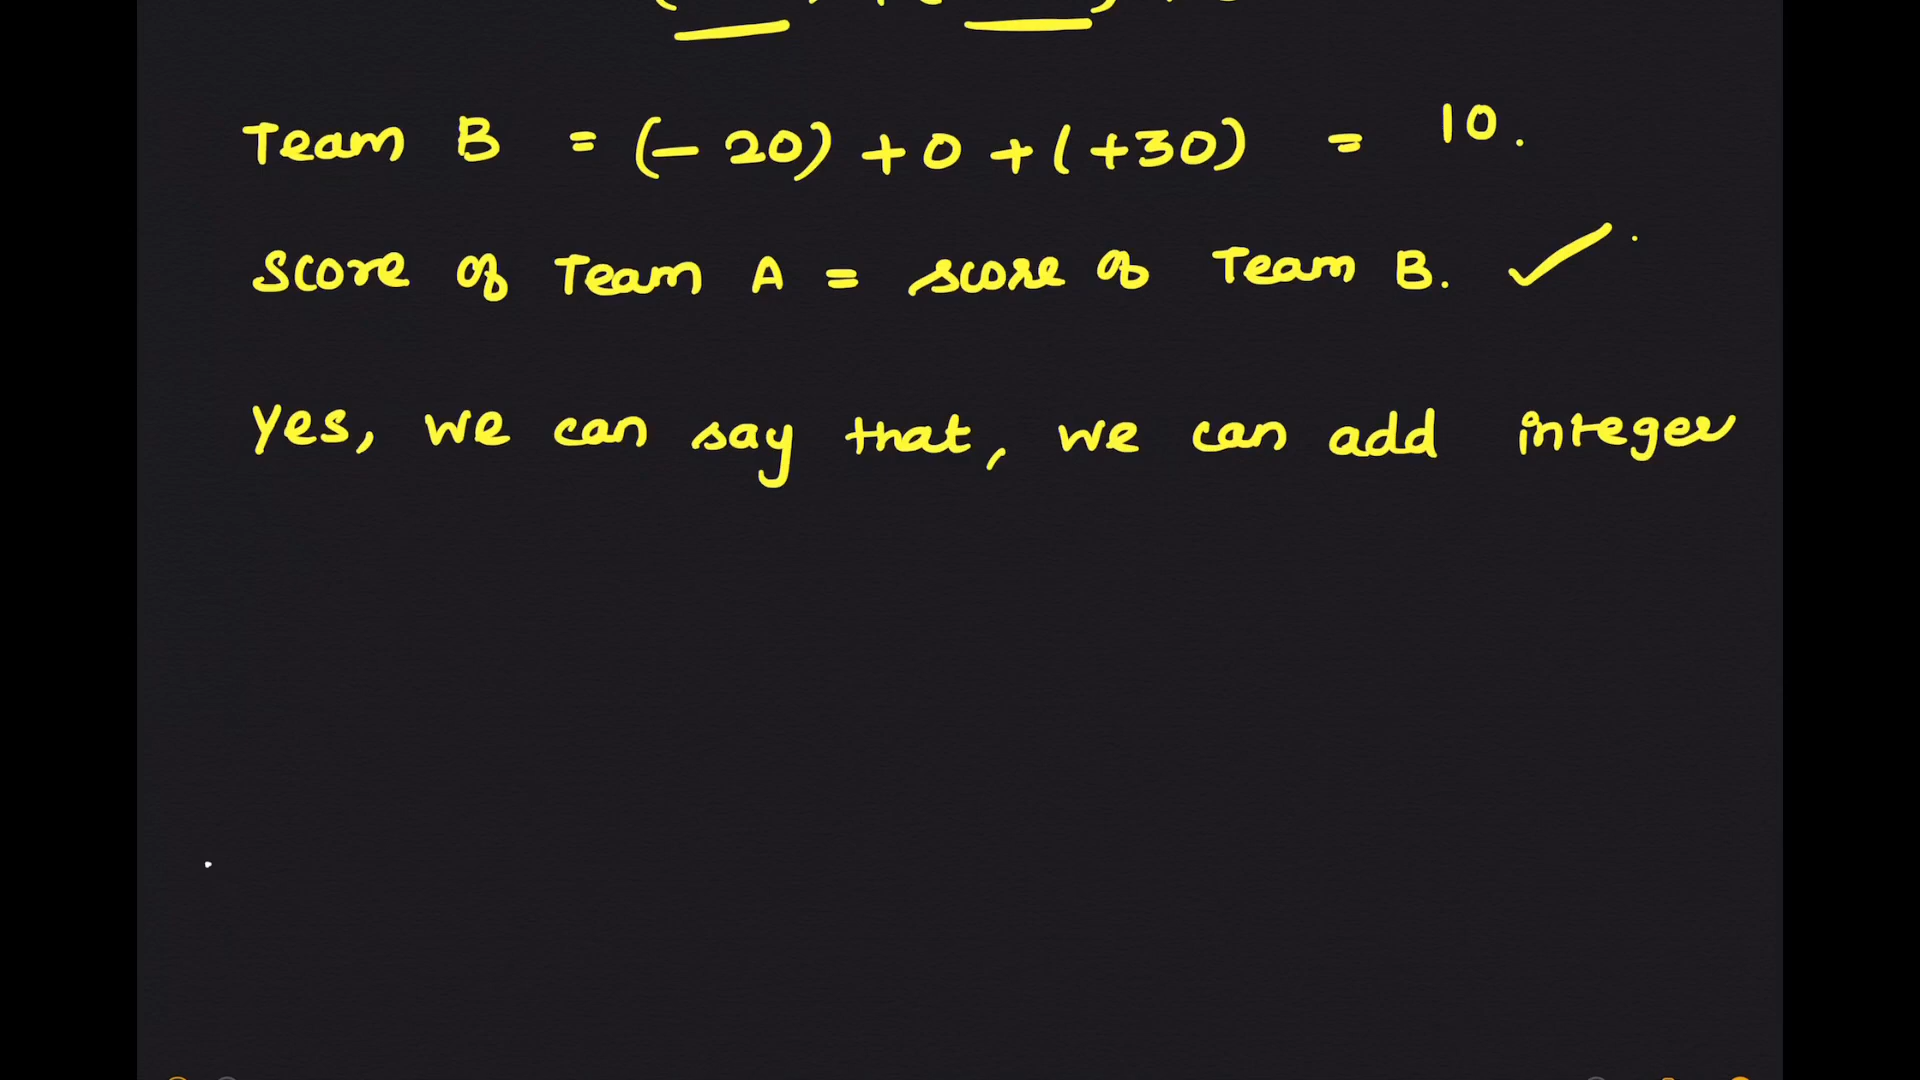 Team B = (- 20) + 0 + ( +30) = 10.
Score of Team A = score of Team B. ✓
Yes, we can say that, we can add integer